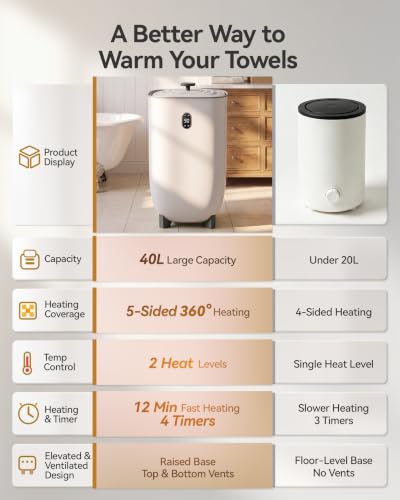 A Better Way to
Warm Your Towels
Product
Display
Capacity
40L Large Capacity
Under 20L
Heating
Coverage
5-Sided 360° Heating
4-Sided Heating
Temp
Control
2 Heat Levels
Single Heat Level
Heating
& Timer
12 Min Fast Heating
4 Timers
Slower Heating
3 Timers
Elevated &
Ventilated
Design
Raised Base
Top & Bottom Vents
Floor-Level Base
No Vents